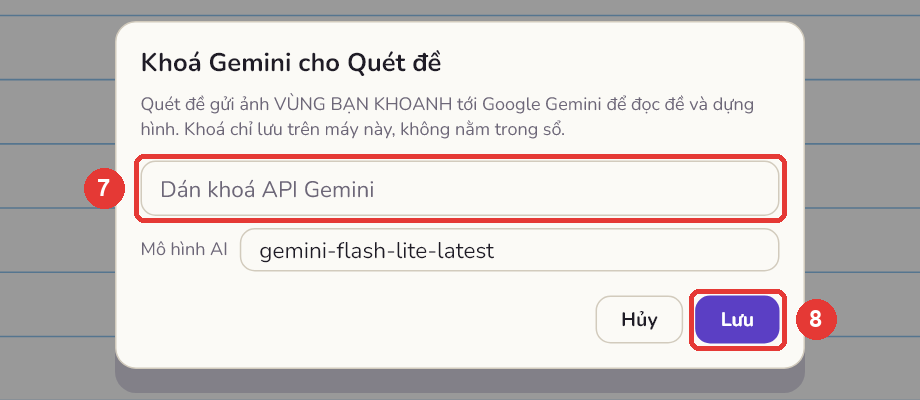 Khoá Gemini cho Quét đề
Quét đề gửi ảnh VÙNG BẠN KHOANH tới Google Gemini để đọc đề và dựng
hình. Khoá chỉ lưu trên máy này, không nằm trong sổ.
7
Dán khoá API Gemini
Mô hình AI
gemini-flash-lite-latest
Hủy
Lưu
8